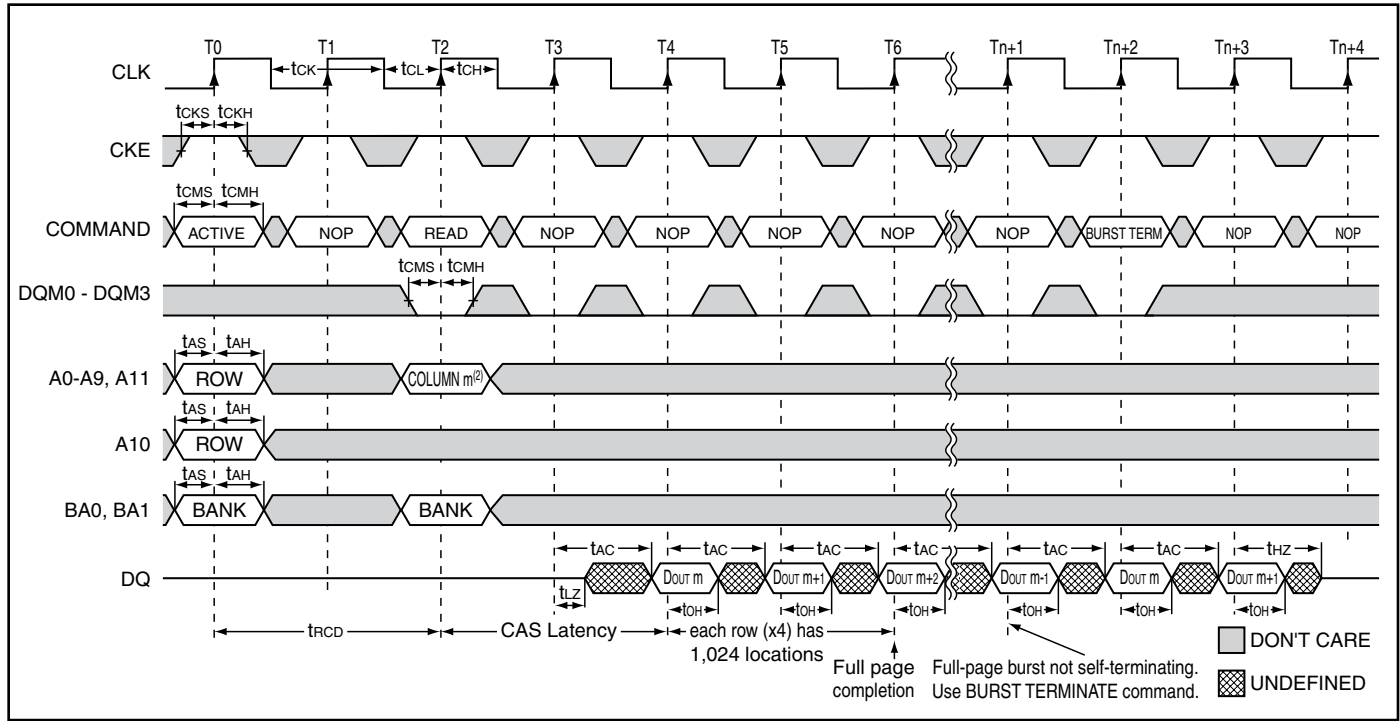 T0 T1 T2 T3 T4 T5 T6 Tn+1 Tn+2 Tn+3 Tn+4
CLK tCK tCL tCH
tCKS tCKH
CKE
tCMS tCMH
COMMAND ACTIVE NOP READ NOP NOP NOP NOP NOP BURST TERM NOP NOP
tCMS tCMH
DQM0 - DQM3
tAS tAH
A0-A9, A11 ROW COLUMN m(2)
tAS tAH
A10 ROW
tAS tAH
BA0, BA1 BANK BANK
tAC tAC tAC tAC tAC tAC tHZ
DQ DOUT m DOUT m+1 DOUT m+2 DOUT m-1 DOUT m DOUT m+1
tLZ tOH tOH tOH tOH tOH tOH
tRCD CAS Latency each row (x4) has
1,024 locations
Full page
completion
Full-page burst not self-terminating.
Use BURST TERMINATE command.
DON'T CARE
UNDEFINED